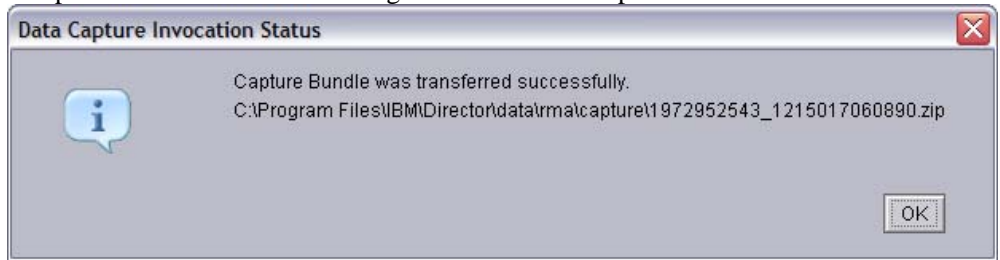 Data Capture Invocation Status
Capture Bundle was transferred successfully.
C:\Program Files\IBM\Director\data\rma\capture\1972952543_1215017060890.zip
OK